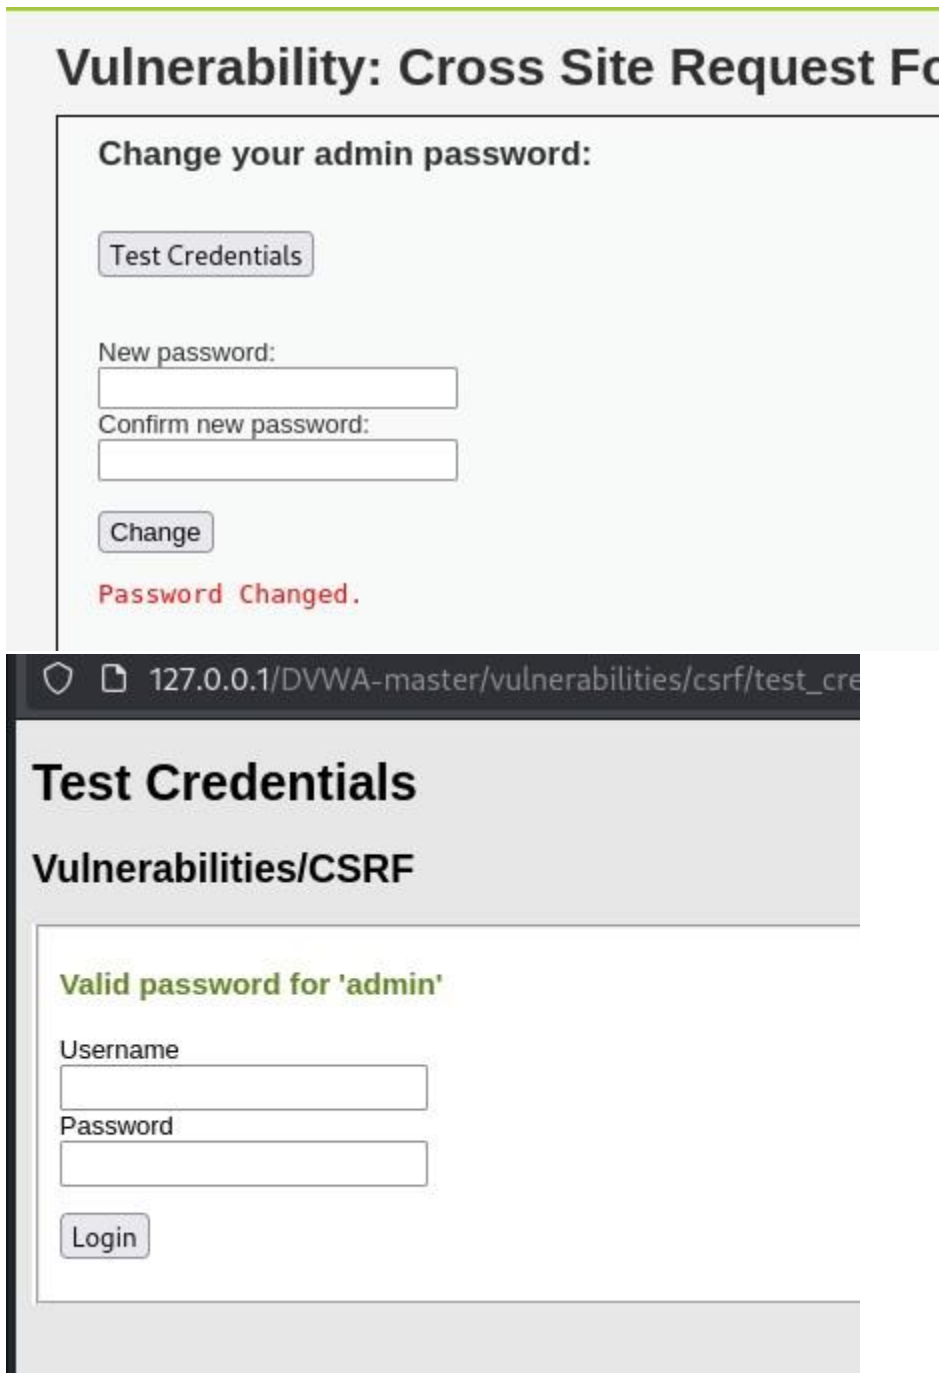 Vulnerability: Cross Site Request Fo
Change your admin password:
Test Credentials
New password:
Confirm new password:
Change
Password Changed.
127.0.0.1/DVWA-master/vulnerabilities/csrf/test_cre
Test Credentials
Vulnerabilities/CSRF
Valid password for 'admin'
Username
Password
Login